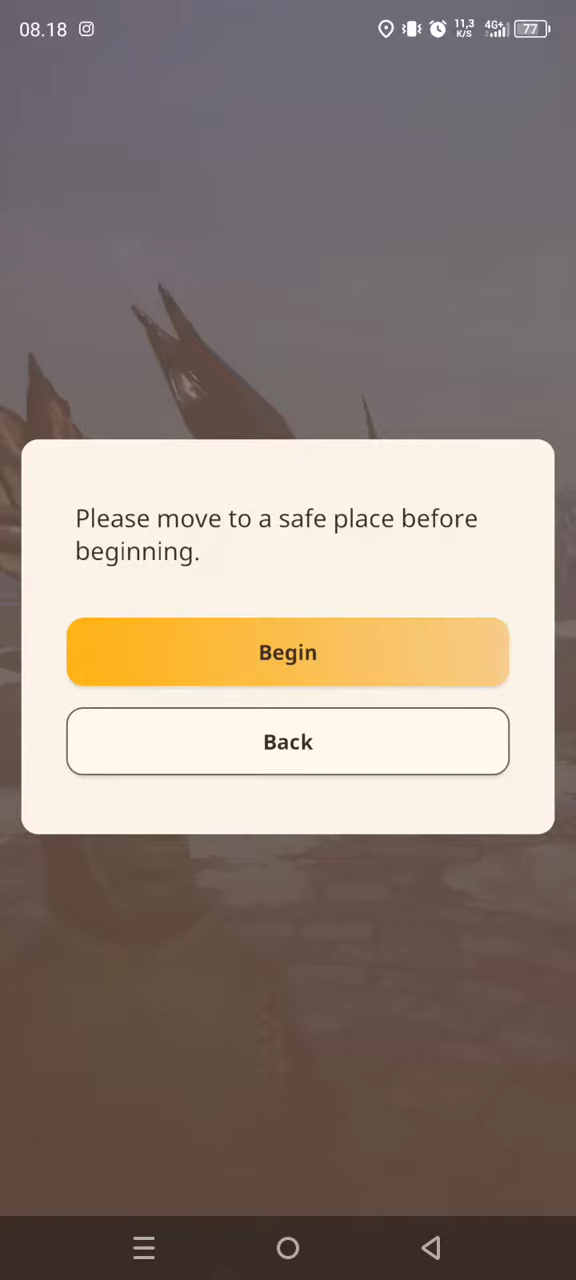 08.18
11,3
K/S
4G+
77
Please move to a safe place before
beginning.
Begin
Back